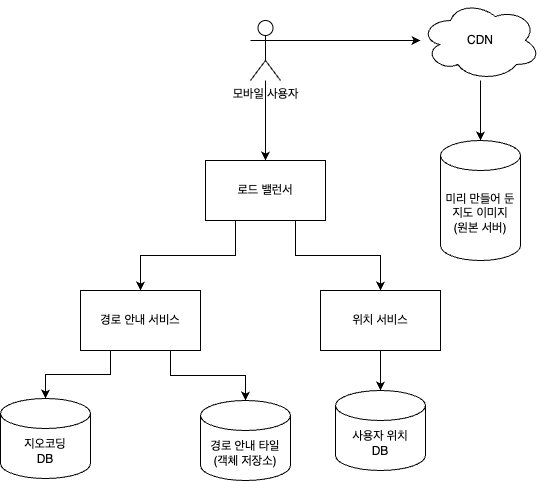 CDN
모바일 사용자
로드 밸런서
미리 만들어 둔
지도 이미지
(원본 서버)
경로 안내 서비스
위치 서비스
지오코딩
DB
경로 안내 타일
(객체 저장소)
사용자 위치
DB